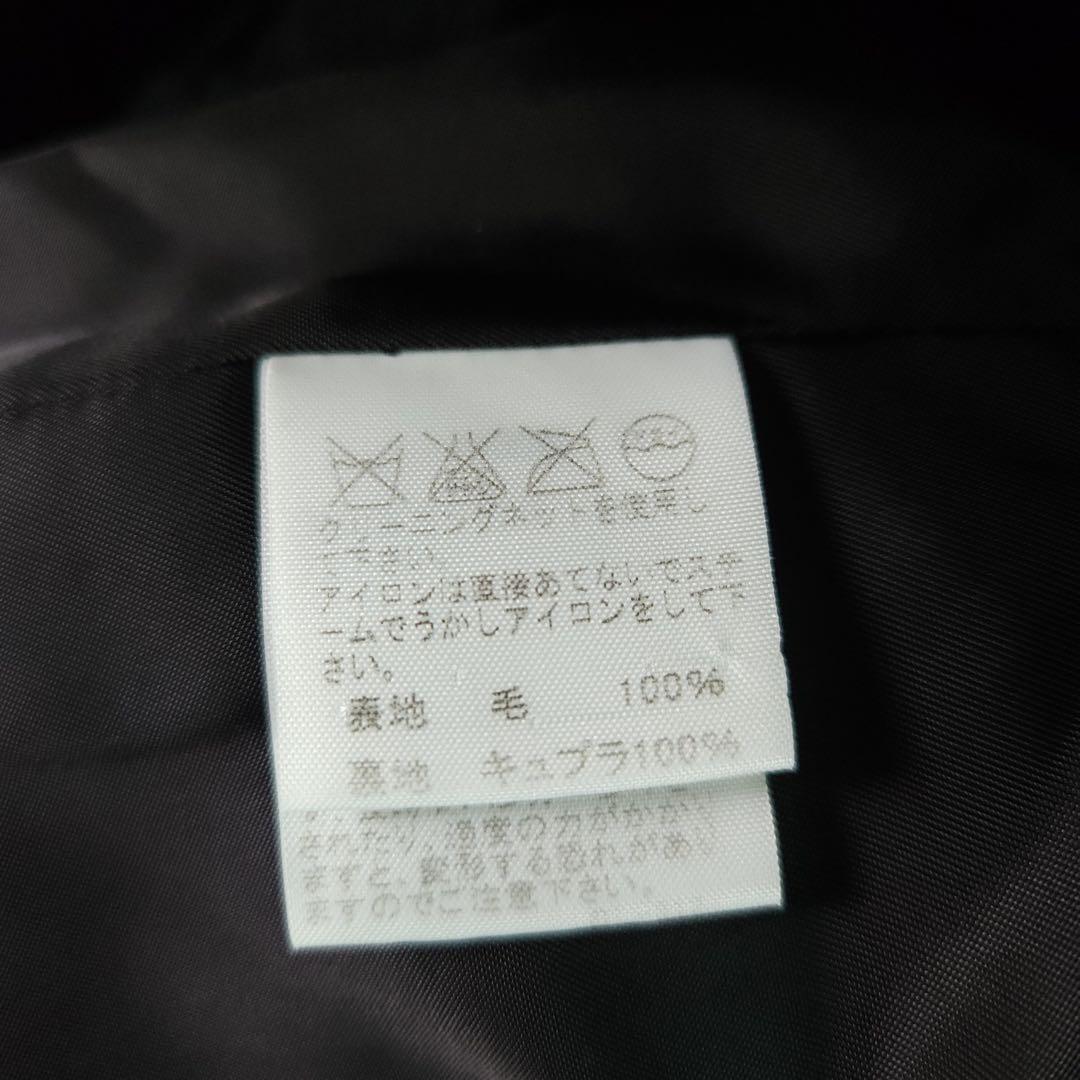 クリーニングネットを使用し
て下さい
アイロンは直接あてないでスチ
ームでうかしアイロンをして下
さい。
表地 毛 100%
裏地 キュプラ100%
されたり、過度の力がかかり
ますと、変形する恐れがあり
ますのでご注意下さい。